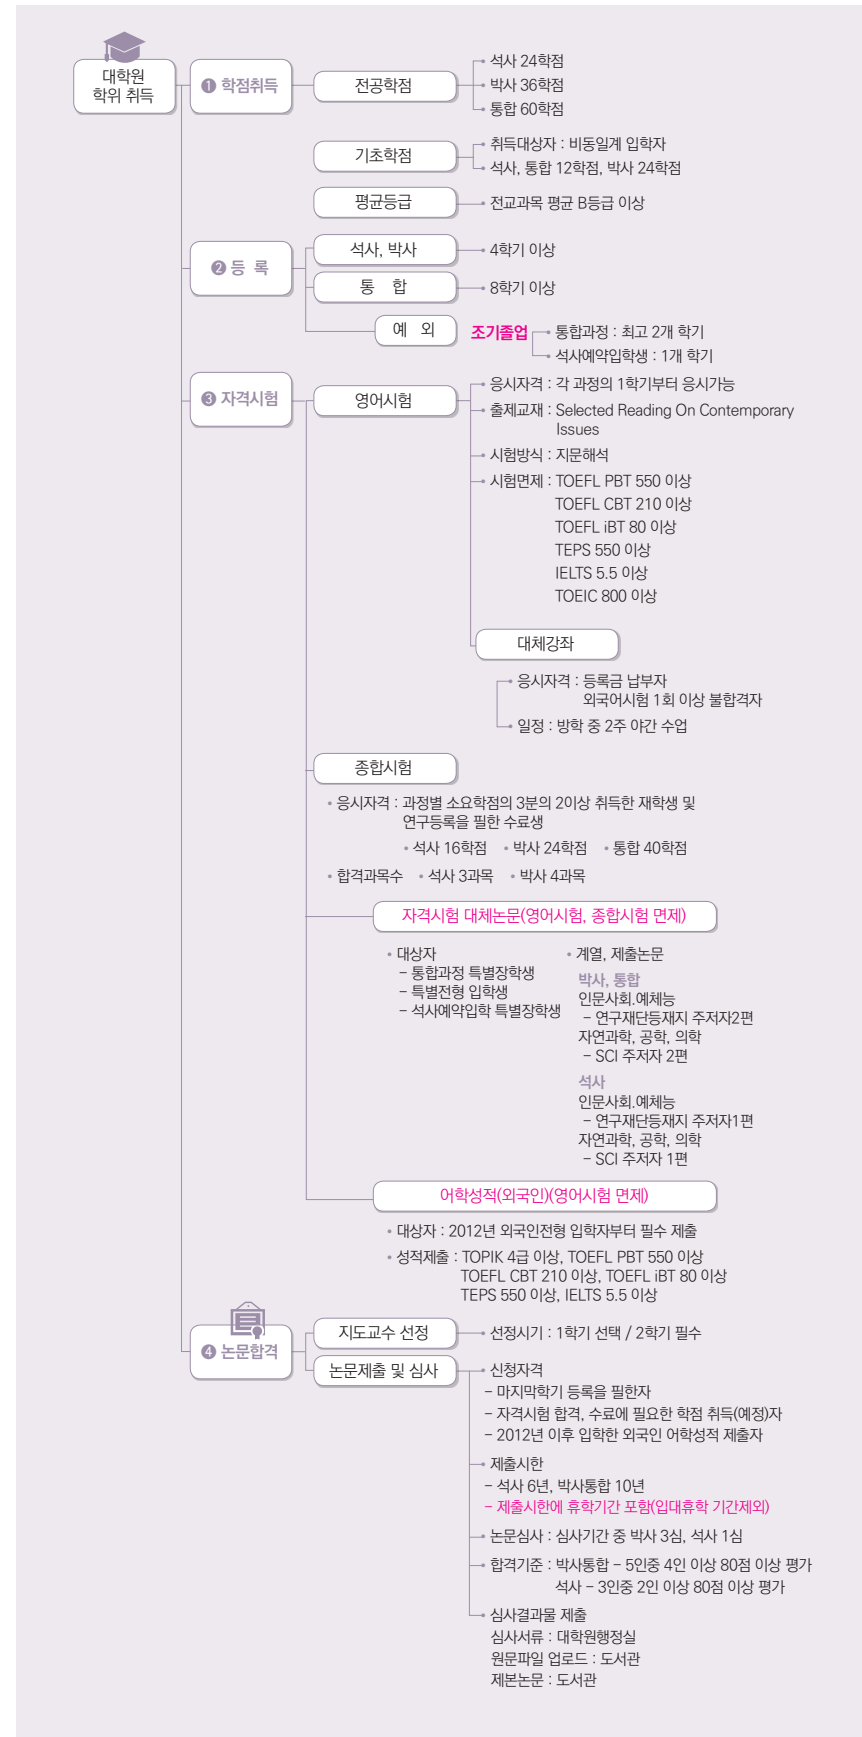 대학원
학위 취득
❶ 학점취득
전공학점
석사 24학점
박사 36학점
통합 60학점
기초학점
취득대상자 : 비동일계 입학자
석사, 통합 12학점, 박사 24학점
평균등급
전교과목 평균 B등급 이상
❷ 등 록
석사, 박사
4학기 이상
통 합
8학기 이상
예 외
조기졸업
통합과정 : 최고 2개 학기
석사예약입학생 : 1개 학기
❸ 자격시험
영어시험
응시자격 : 각 과정의 1학기부터 응시가능
출제교재 : Selected Reading On Contemporary
Issues
시험방식 : 지문해석
시험면제 : TOEFL PBT 550 이상
TOEFL CBT 210 이상
TOEFL iBT 80 이상
TEPS 550 이상
IELTS 5.5 이상
TOEIC 800 이상
대체강좌
응시자격 : 등록금 납부자
외국어시험 1회 이상 불합격자
일정 : 방학 중 2주 야간 수업
종합시험
• 응시자격 : 과정별 소요학점의 3분의 2이상 취득한 재학생 및
연구등록을 필한 수료생
• 석사 16학점 • 박사 24학점 • 통합 40학점
• 합격과목수 • 석사 3과목 • 박사 4과목
자격시험 대체논문(영어시험, 종합시험 면제)
• 대상자
– 통합과정 특별장학생
– 특별전형 입학생
– 석사예약입학 특별장학생
• 계열, 제출논문
박사, 통합
인문사회.예체능
– 연구재단등재지 주저자2편
자연과학, 공학, 의학
– SCI 주저자 2편
석사
인문사회.예체능
– 연구재단등재지 주저자1편
자연과학, 공학, 의학
– SCI 주저자 1편
어학성적(외국인)(영어시험 면제)
• 대상자 : 2012년 외국인전형 입학자부터 필수 제출
• 성적제출 : TOPIK 4급 이상, TOEFL PBT 550 이상
TOEFL CBT 210 이상, TOEFL iBT 80 이상
TEPS 550 이상, IELTS 5.5 이상
❹ 논문합격
지도교수 선정
선정시기 : 1학기 선택 / 2학기 필수
논문제출 및 심사
신청자격
– 마지막학기 등록을 필한자
– 자격시험 합격, 수료에 필요한 학점 취득(예정)자
– 2012년 이후 입학한 외국인 어학성적 제출자
제출시한
– 석사 6년, 박사통합 10년
– 제출시한에 휴학기간 포함(입대휴학 기간제외)
논문심사 : 심사기간 중 박사 3심, 석사 1심
합격기준 : 박사통합 – 5인중 4인 이상 80점 이상 평가
석사 – 3인중 2인 이상 80점 이상 평가
심사결과물 제출
심사서류 : 대학원행정실
원문파일 업로드 : 도서관
제본논문 : 도서관